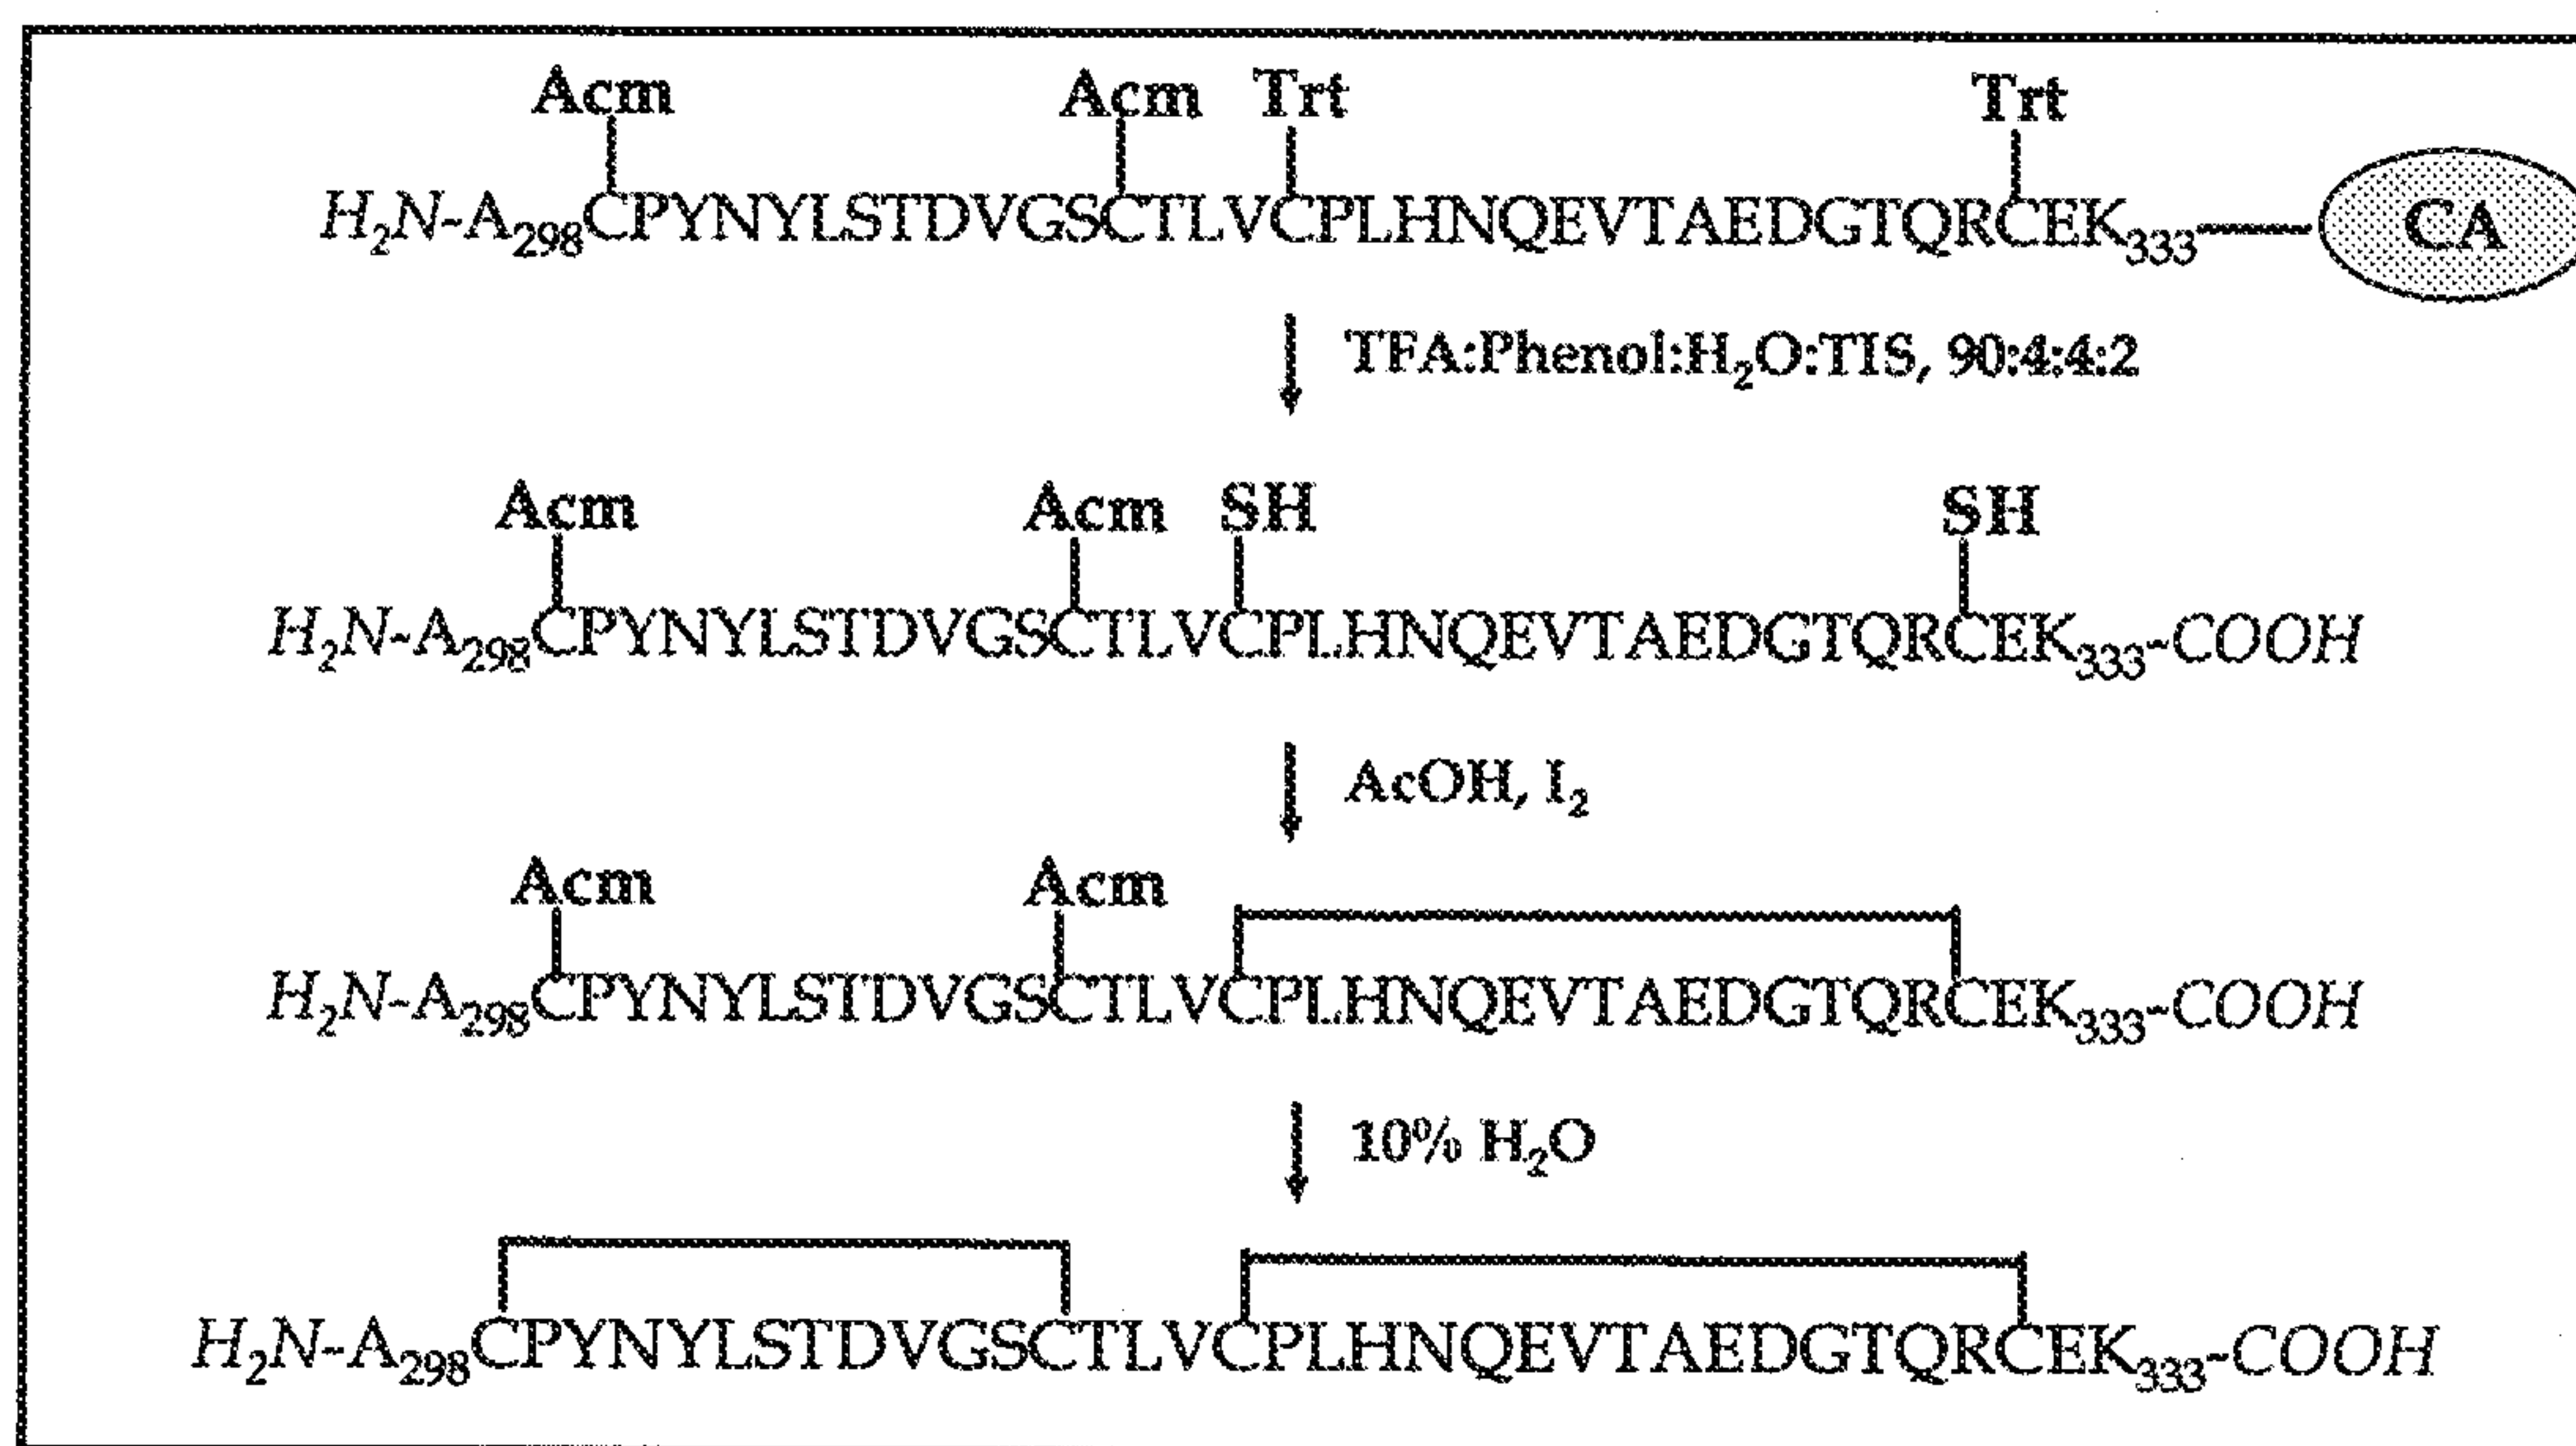 Acm Acm Trt Trt
H₂N-A₂₉₈CPYNYLSTDVGSCTLVCPLHNQEVTAEDGTQRCEK₃₃₃ CA
TFA:Phenol:H₂O:TIS, 90:4:4:2
Acm Acm SH SH
H₂N-A₂₉₈CPYNYLSTDVGSCTLVCPLHNQEVTAEDGTQRCEK₃₃₃-COOH
AcOH, I₂
Acm Acm
H₂N-A₂₉₈CPYNYLSTDVGSCTLVCPLHNQEVTAEDGTQRCEK₃₃₃-COOH
10% H₂O
H₂N-A₂₉₈CPYNYLSTDVGSCTLVCPLHNQEVTAEDGTQRCEK₃₃₃-COOH